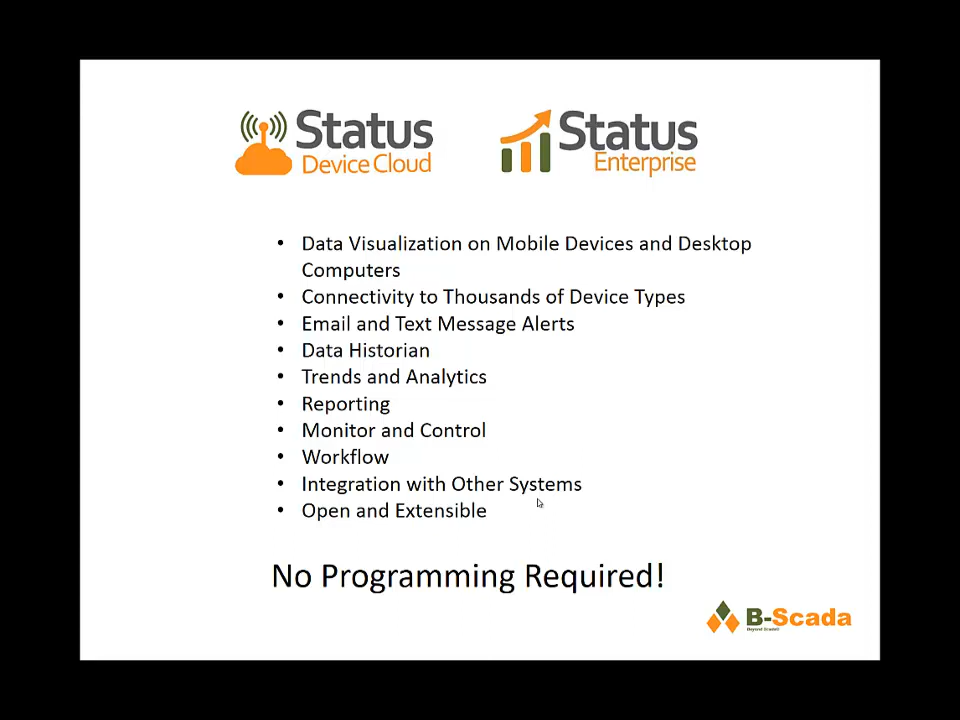 Status
Device Cloud
Status
Enterprise
• Data Visualization on Mobile Devices and Desktop
Computers
• Connectivity to Thousands of Device Types
• Email and Text Message Alerts
• Data Historian
• Trends and Analytics
• Reporting
• Monitor and Control
• Workflow
• Integration with Other Systems
• Open and Extensible
No Programming Required!
B-Scada